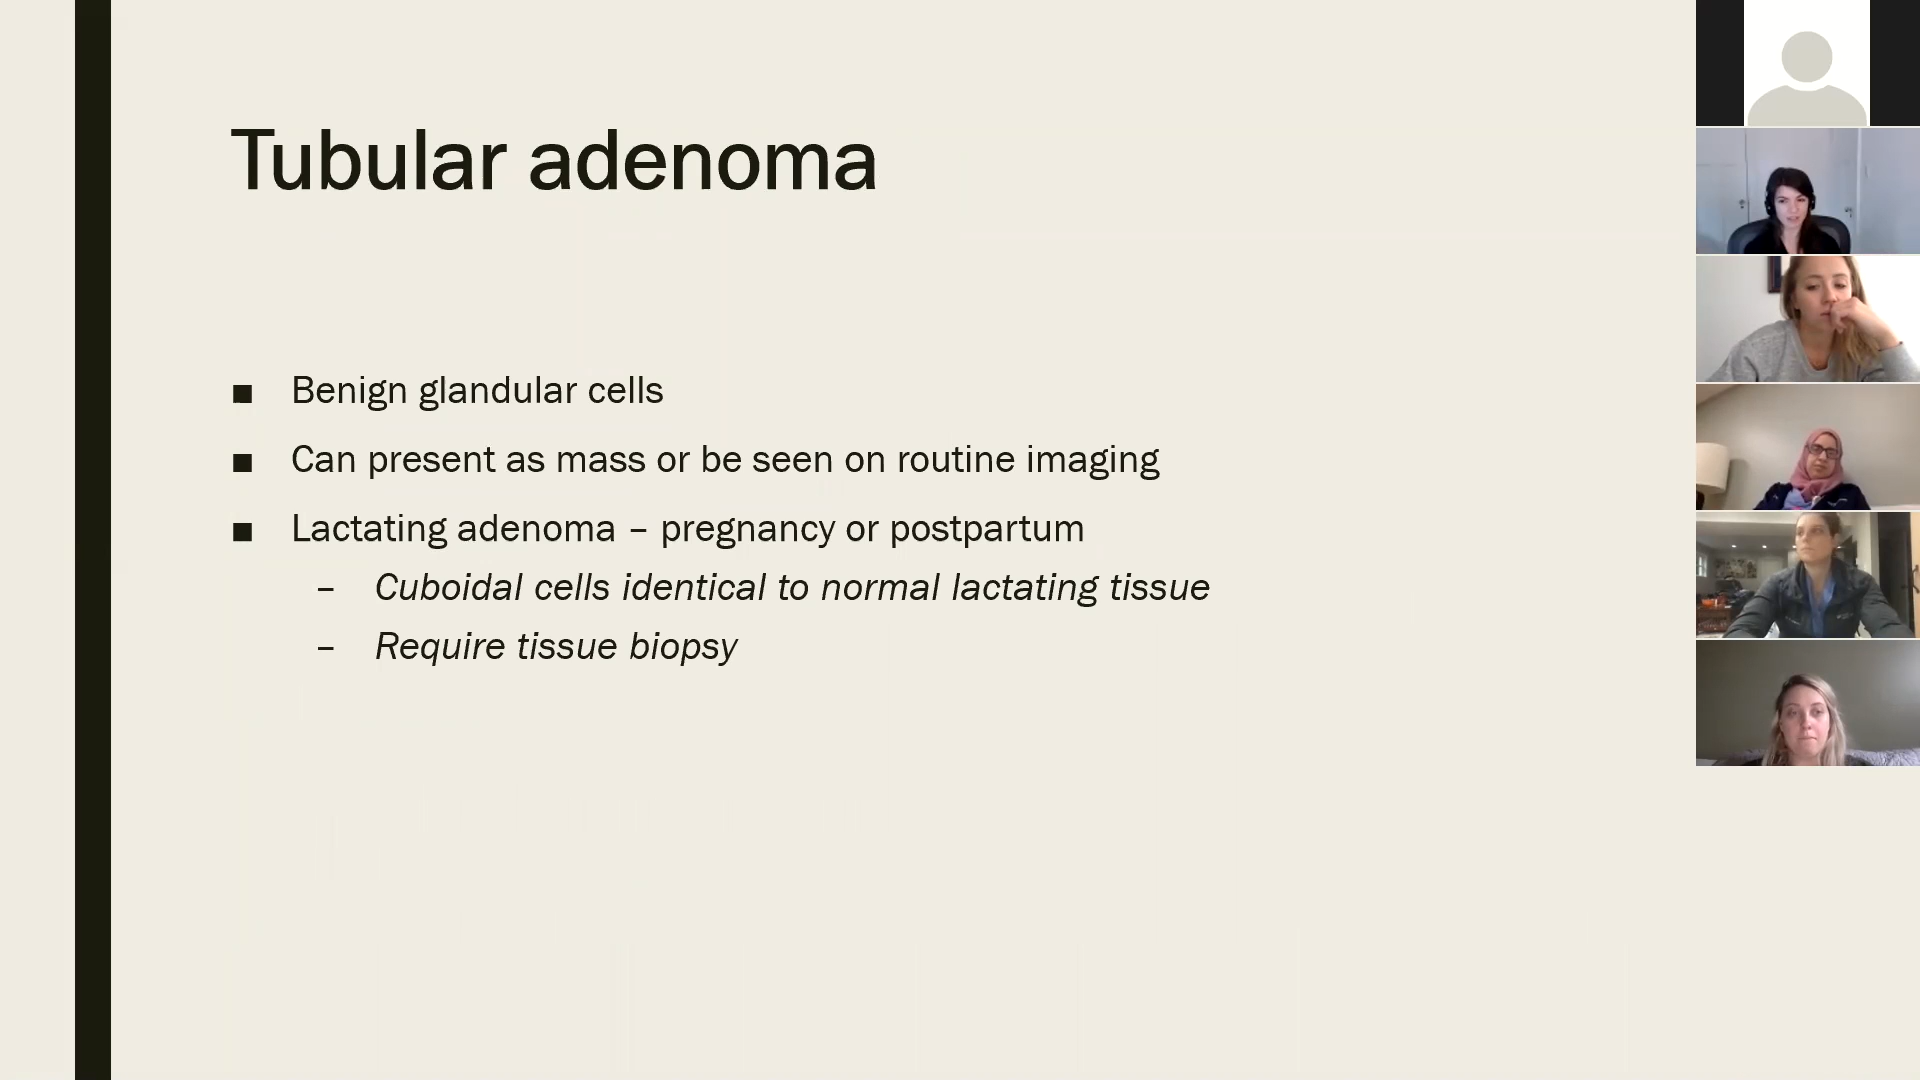 Tubular adenoma
■ Benign glandular cells
■ Can present as mass or be seen on routine imaging
■ Lactating adenoma – pregnancy or postpartum
– Cuboidal cells identical to normal lactating tissue
– Require tissue biopsy